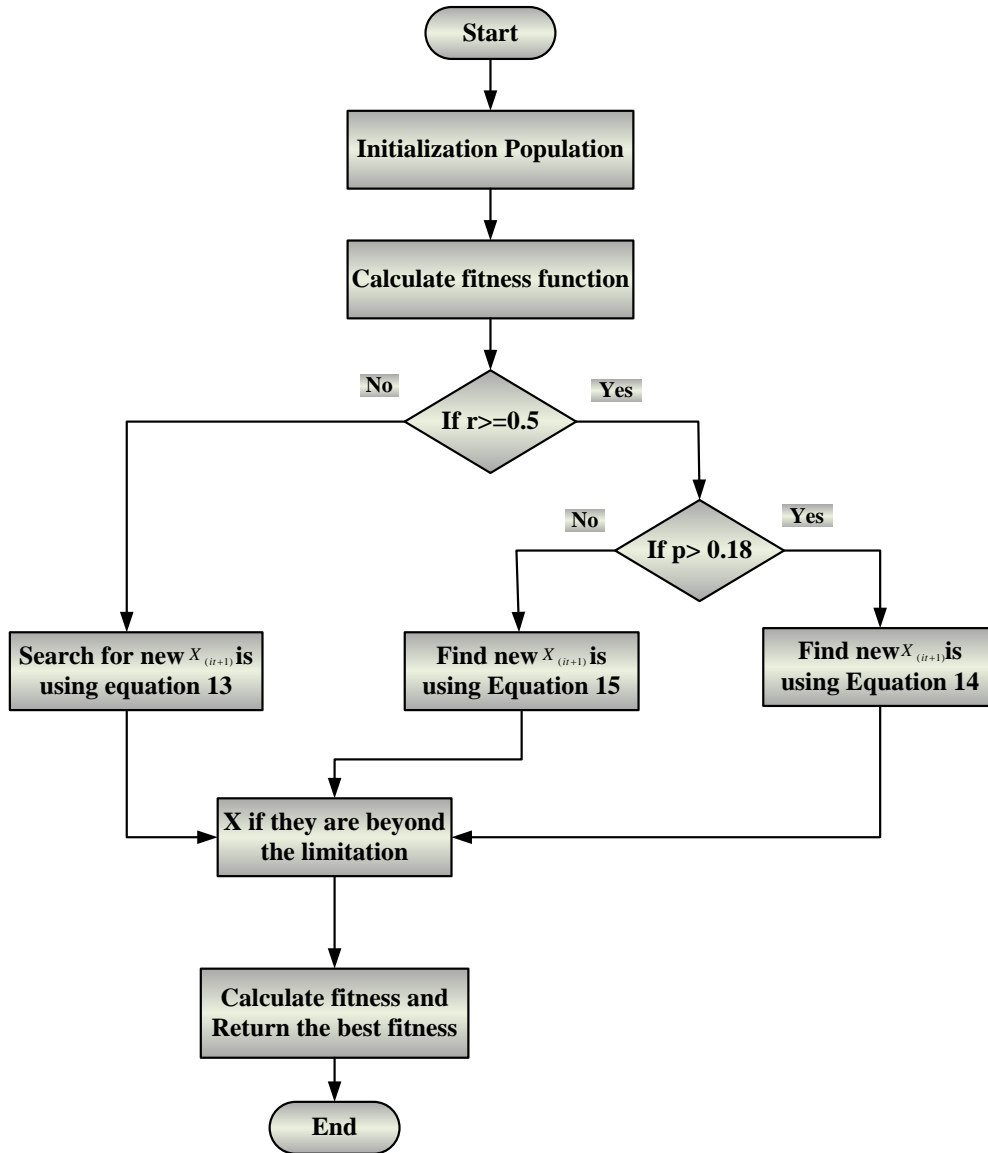 Start
Initialization Population
Calculate fitness function
No
Yes
If r>=0.5
No
Yes
If p> 0.18
Search for new X (it+1) is
using equation 13
Find new X (it+1) is
using Equation 15
Find new X (it+1) is
using Equation 14
X if they are beyond
the limitation
Calculate fitness and
Return the best fitness
End